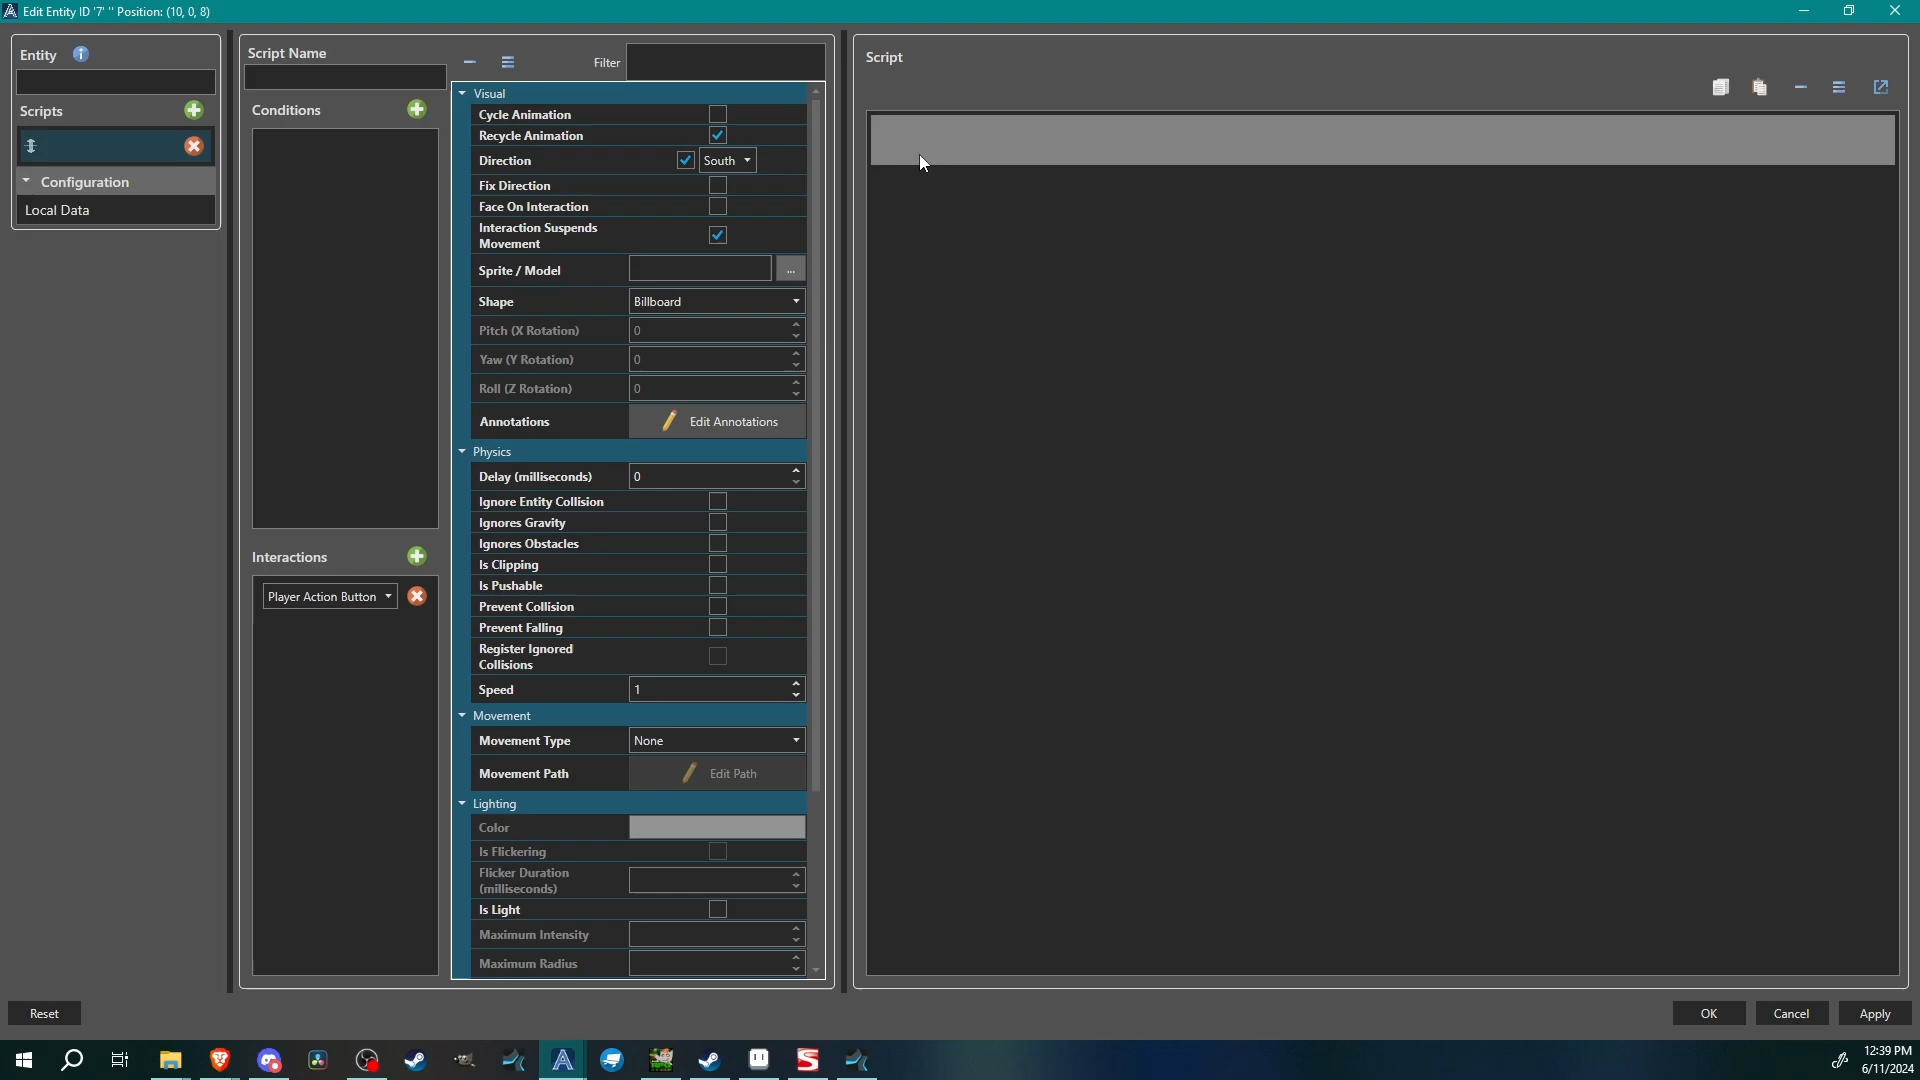 Edit Entity ID '7' '' Position: (10, 0, 8)
Entity
Scripts
Configuration
Local Data
Script Name
Conditions
Interactions
Player Action Button
Filter
Visual
Cycle Animation
Recycle Animation
Direction South
Fix Direction
Face On Interaction
Interaction Suspends
Movement
Sprite / Model ...
Shape Billboard
Pitch (X Rotation) 0
Yaw (Y Rotation) 0
Roll (Z Rotation) 0
Annotations Edit Annotations
Physics
Delay (milliseconds) 0
Ignore Entity Collision
Ignores Gravity
Ignores Obstacles
Is Clipping
Is Pushable
Prevent Collision
Prevent Falling
Register Ignored
Collisions
Speed 1
Movement
Movement Type None
Movement Path Edit Path
Lighting
Color
Is Flickering
Flicker Duration
(milliseconds)
Is Light
Maximum Intensity
Maximum Radius
Script
Reset
OK Cancel Apply
12:39 PM
6/11/2024